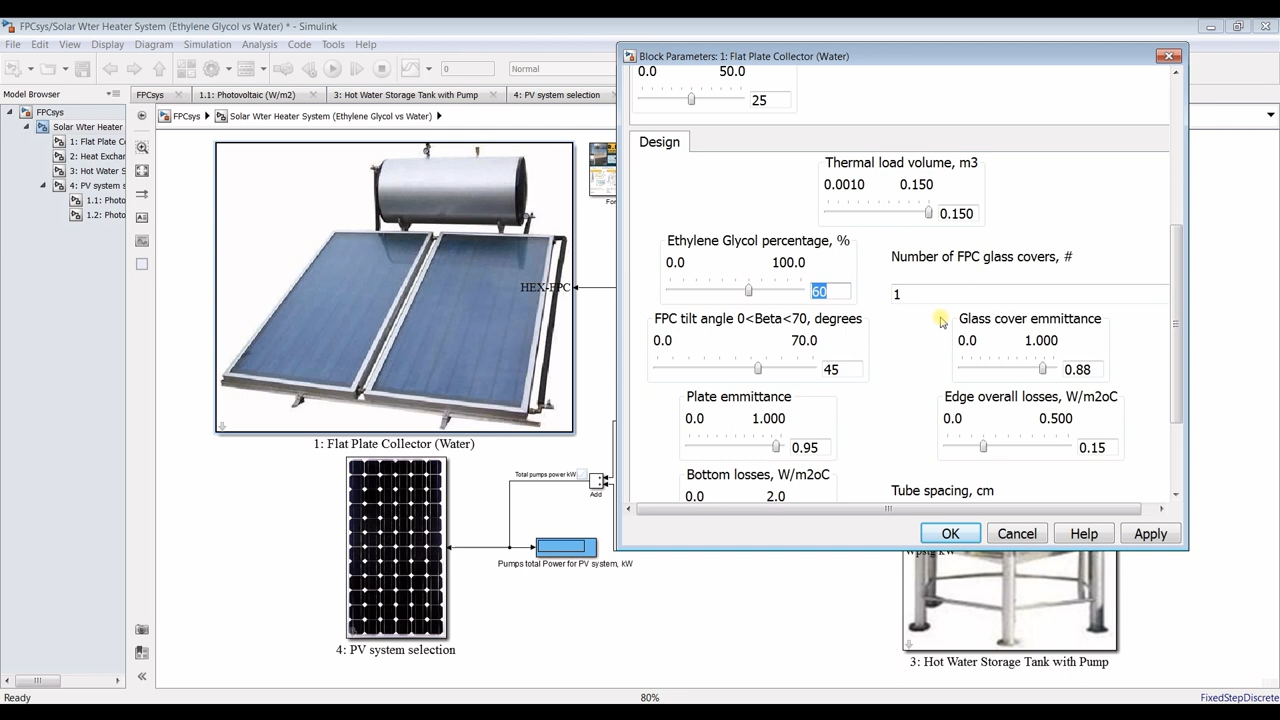 FPCsys/Solar Wter Heater System (Ethylene Glycol vs Water) * - Simulink
File Edit View Display Diagram Simulation Analysis Code Tools Help
0
Normal
Model Browser
FPCsys
Solar Wter Heater
1: Flat Plate Co
2: Heat Exchan
3: Hot Water S
4: PV system s
1.1: Photo
1.2: Photo
FPCsys
1.1: Photovoltaic (W/m2)
3: Hot Water Storage Tank with Pump
4: PV system selection
FPCsys
Solar Wter Heater System (Ethylene Glycol vs Water)
HEX-FPC
1: Flat Plate Collector (Water)
Total pumps power kW
Add
Pumps total Power for PV system, kW
4: PV system selection
3: Hot Water Storage Tank with Pump
Block Parameters: 1: Flat Plate Collector (Water)
0.0 50.0
25
Design
Thermal load volume, m3
0.0010 0.150
0.150
Ethylene Glycol percentage, %
0.0 100.0
60
Number of FPC glass covers, #
1
FPC tilt angle 0<Beta<70, degrees
0.0 70.0
45
Glass cover emmittance
0.0 1.000
0.88
Plate emmittance
0.0 1.000
0.95
Edge overall losses, W/m2oC
0.0 0.500
0.15
Bottom losses, W/m2oC
0.0 2.0
Tube spacing, cm
OK Cancel Help Apply
Ready
80%
FixedStepDiscrete